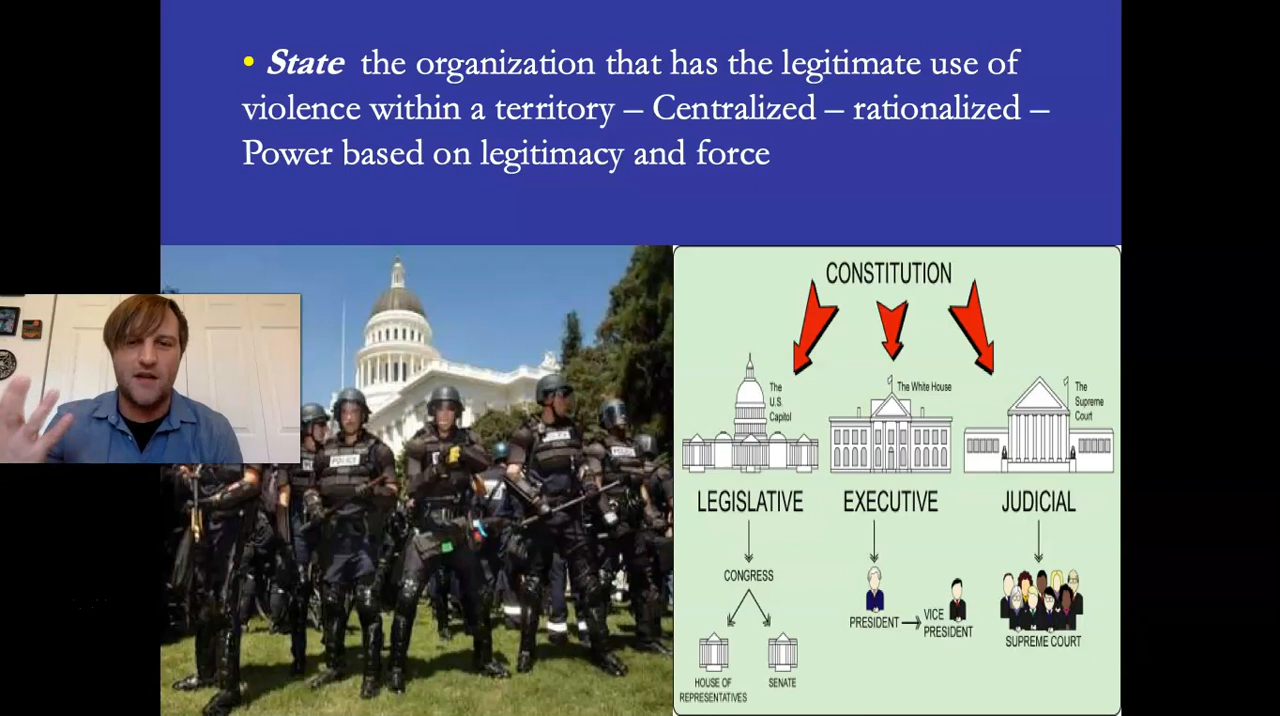 • State the organization that has the legitimate use of
violence within a territory – Centralized – rationalized –
Power based on legitimacy and force
CONSTITUTION
The
U.S.
Capitol
The White House
The
Supreme
Court
LEGISLATIVE
EXECUTIVE
JUDICIAL
CONGRESS
PRESIDENT
VICE
PRESIDENT
SUPREME COURT
HOUSE OF
REPRESENTATIVES
SENATE
POLICE